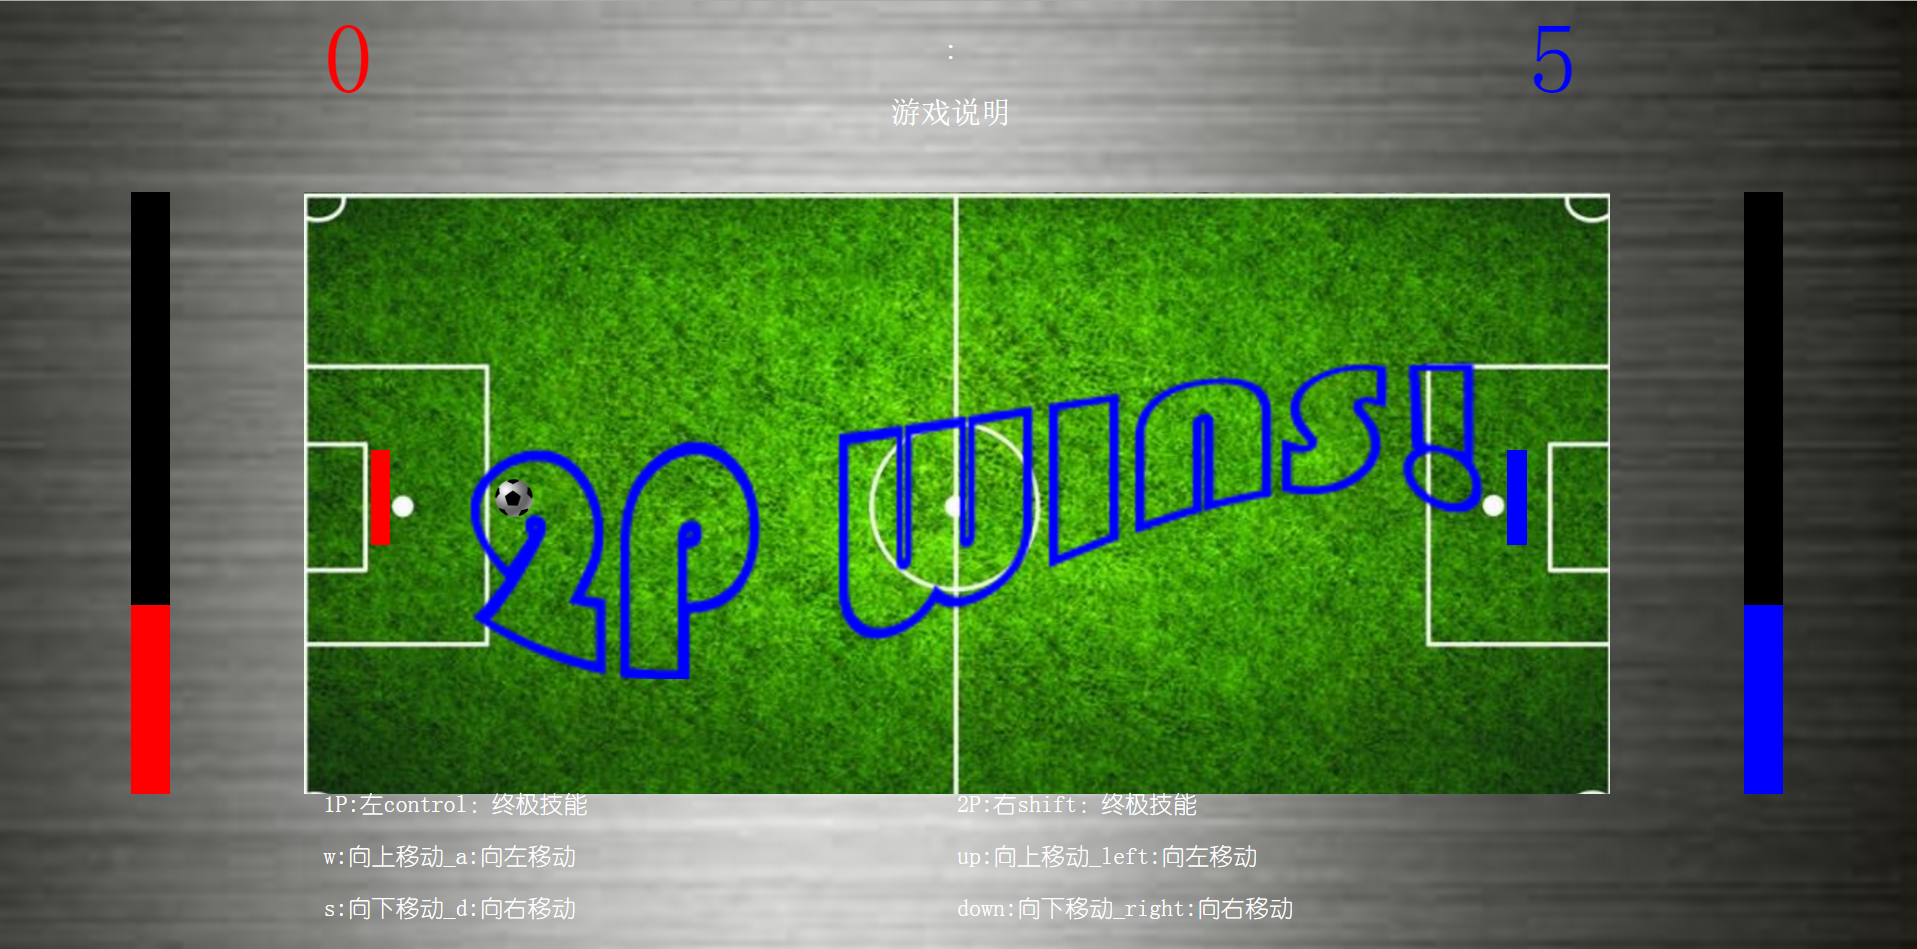 0 : 5
游戏说明
2P wins!
1P:左control: 终极技能
2P:右shift: 终极技能
w:向上移动_a:向左移动
up:向上移动_left:向左移动
s:向下移动_d:向右移动
down:向下移动_right:向右移动